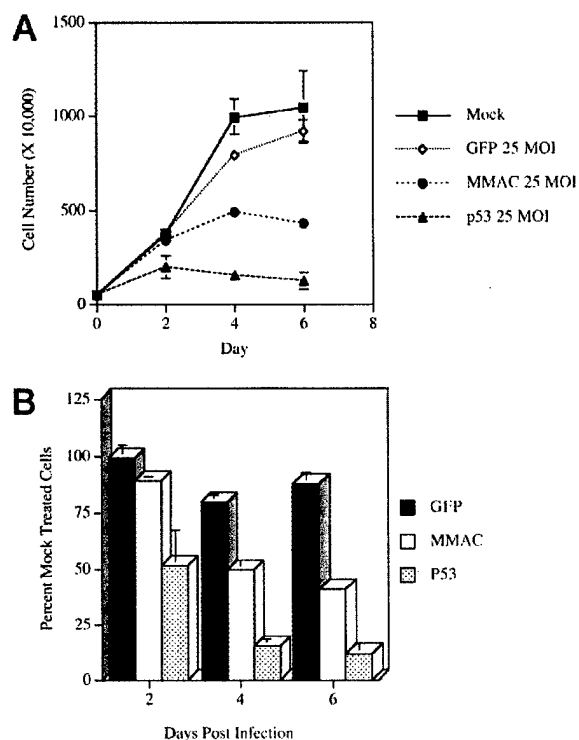 A
1500
1000
500
0
Cell Number (X 10,000)
0 2 4 6 8
Day
Mock
GFP 25 MOI
MMAC 25 MOI
p53 25 MOI
B
125
100
75
50
25
0
Percent Mock Treated Cells
2 4 6
Days Post Infection
GFP
MMAC
P53